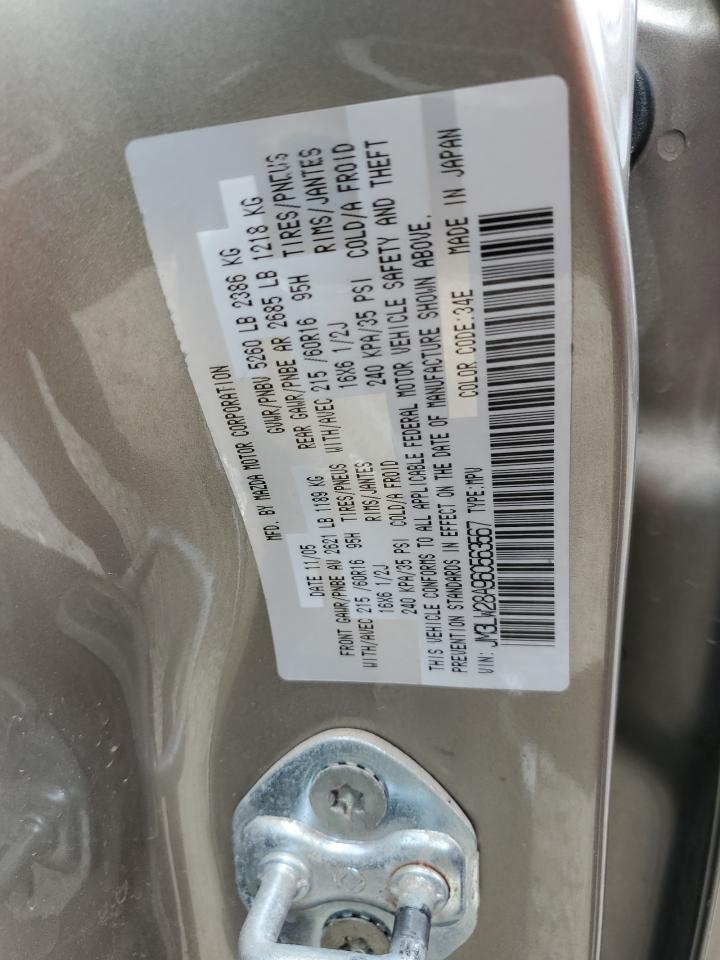 MFD. BY MAZDA MOTOR CORPORATION
DATE 11/05 GVWR/PNBV 5260 LB 2386 KG
FRONT GAWR/PNBE AV 2621 LB 1189 KG REAR GAWR/PNBE AR 2685 LB 1218 KG
WITH/AVEC 215 /60R16 95H TIRES/PNEUS WITH/AVEC 215 /60R16 95H TIRES/PNEUS
16X6 1/2J RIMS/JANTES 16X6 1/2J RIMS/JANTES
240 KPA/35 PSI COLD/A FROID 240 KPA/35 PSI COLD/A FROID
THIS VEHICLE CONFORMS TO ALL APPLICABLE FEDERAL MOTOR VEHICLE SAFETY AND THEFT
PREVENTION STANDARDS IN EFFECT ON THE DATE OF MANUFACTURE SHOWN ABOVE.
VIN: JM3LW28A960563567 TYPE:MPV COLOR CODE:34E MADE IN JAPAN